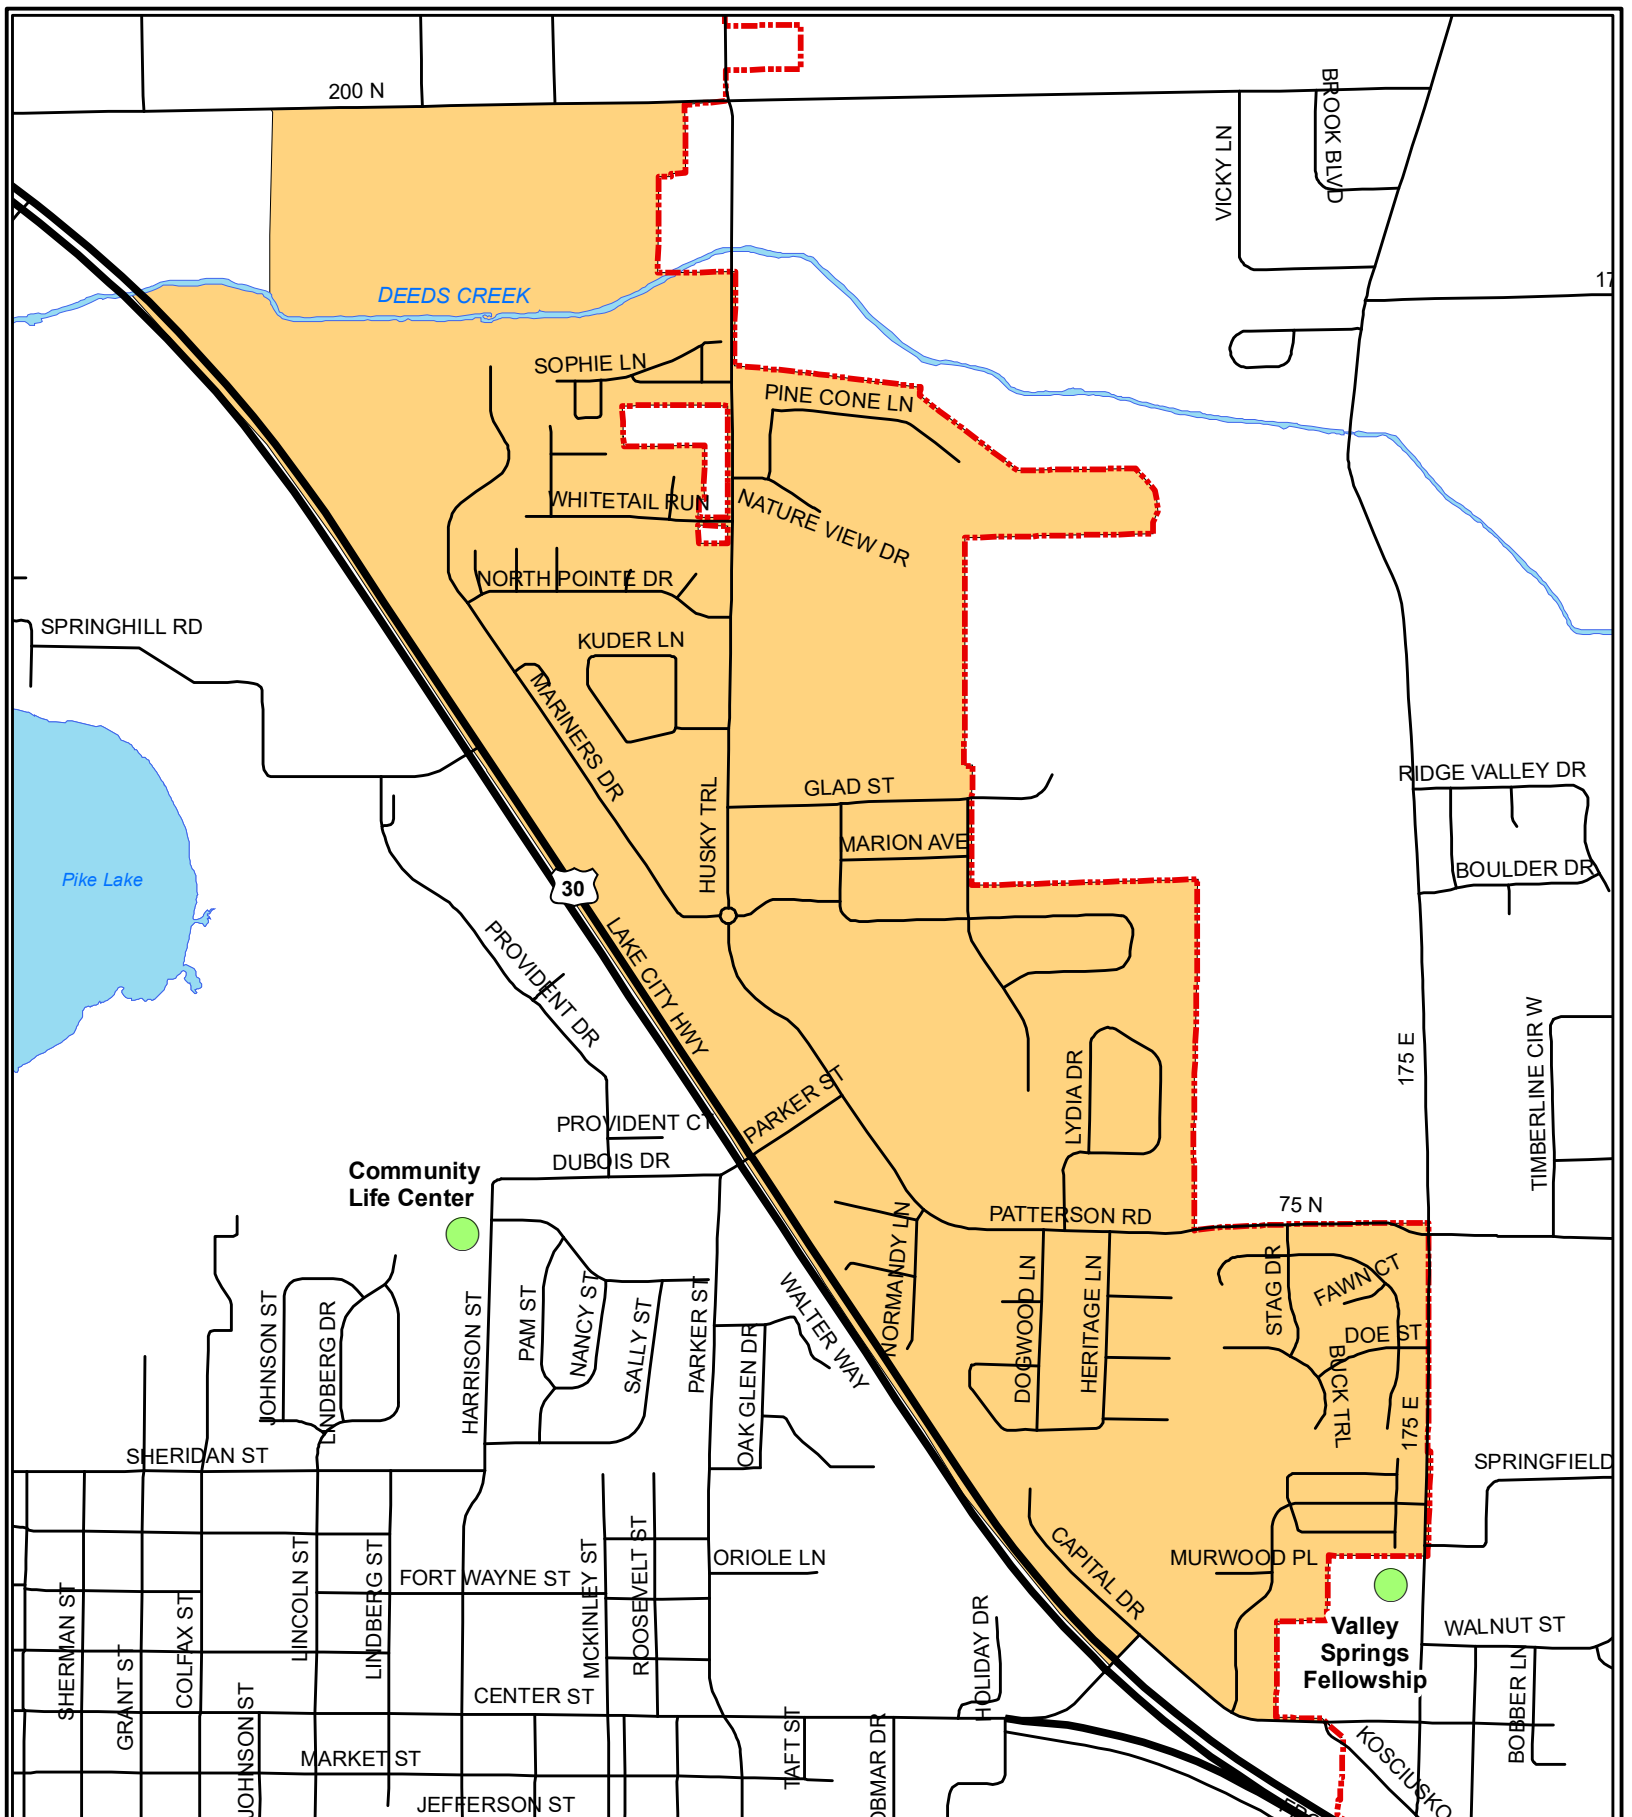 200 N
BROOK BLVD
VICKY LN
17
DEEDS CREEK
SOPHIE LN
PINE CONE LN
WHITETAIL RUN
NATURE VIEW DR
NORTH POINTE DR
SPRINGHILL RD
KUDER LN
MARINERS DR
HUSKY TRL
GLAD ST
MARION AVE
RIDGE VALLEY DR
BOULDER DR
Pike Lake
30
LAKE CITY HWY
PROVIDENT DR
175 E
TIMBERLINE CIR W
LYDIA DR
PARKER ST
PROVIDENT CT
DUBOIS DR
Community
Life Center
PATTERSON RD
75 N
NORMANDY LN
DOGWOOD LN
HERITAGE LN
STAG DR
FAWN CT
DOE ST
BUCK TRL
175 E
WALTER WAY
JOHNSON ST
LINDBERG DR
HARRISON ST
PAM ST
NANCY ST
SALLY ST
PARKER ST
OAK GLEN DR
SHERIDAN ST
SPRINGFIELD
CAPITAL DR
MURWOOD PL
ORIOLE LN
FORT WAYNE ST
LINCOLN ST
LINDBERG ST
MCKINLEY ST
ROOSEVELT ST
SHERMAN ST
GRANT ST
COLFAX ST
HOLIDAY DR
Valley
Springs
Fellowship
WALNUT ST
BOBBER LN
CENTER ST
JOHNSON ST
MARKET ST
TAFT ST
OBMAR DR
KOSCIUSKO
JEFFERSON ST